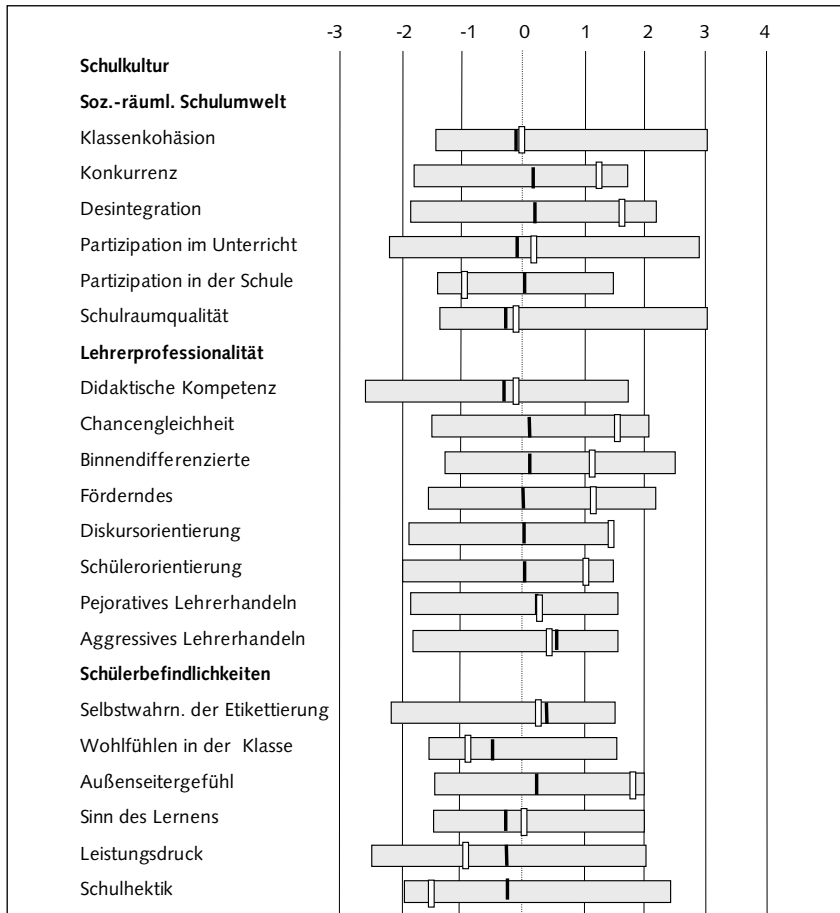 -3 -2 -1 0 1 2 3 4
Schulkultur
Soz.-räuml. Schulumwelt
Klassenkohäsion
Konkurrenz
Desintegration
Partizipation im Unterricht
Partizipation in der Schule
Schulraumqualität
Lehrerprofessionalität
Didaktische Kompetenz
Chancengleichheit
Binnendifferenzierte
Förderndes
Diskursorientierung
Schülerorientierung
Pejoratives Lehrerhandeln
Aggressives Lehrerhandeln
Schülerbefindlichkeiten
Selbstwahrn. der Etikettierung
Wohlfühlen in der Klasse
Außenseitergefühl
Sinn des Lernens
Leistungsdruck
Schulhektik